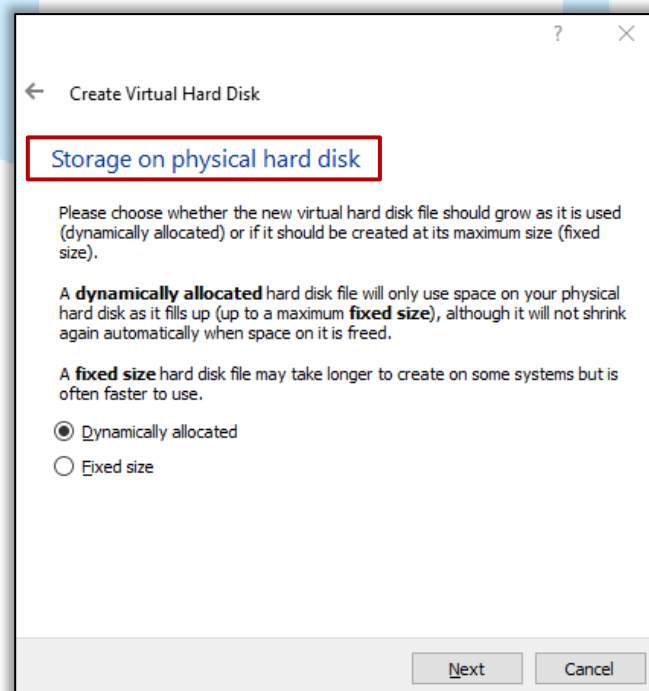 ?
Create Virtual Hard Disk
Storage on physical hard disk
Please choose whether the new virtual hard disk file should grow as it is used
(dynamically allocated) or if it should be created at its maximum size (fixed
size).
A dynamically allocated hard disk file will only use space on your physical
hard disk as it fills up (up to a maximum fixed size), although it will not shrink
again automatically when space on it is freed.
A fixed size hard disk file may take longer to create on some systems but is
often faster to use.
Dynamically allocated
Fixed size
Next Cancel